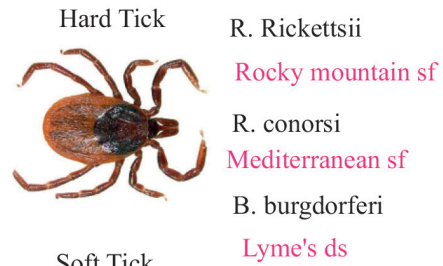 Hard Tick
R. Rickettsii
Rocky mountain sf
R. conorsi
Mediterranean sf
B. burgdorferi
Lyme's ds
Soft Tick